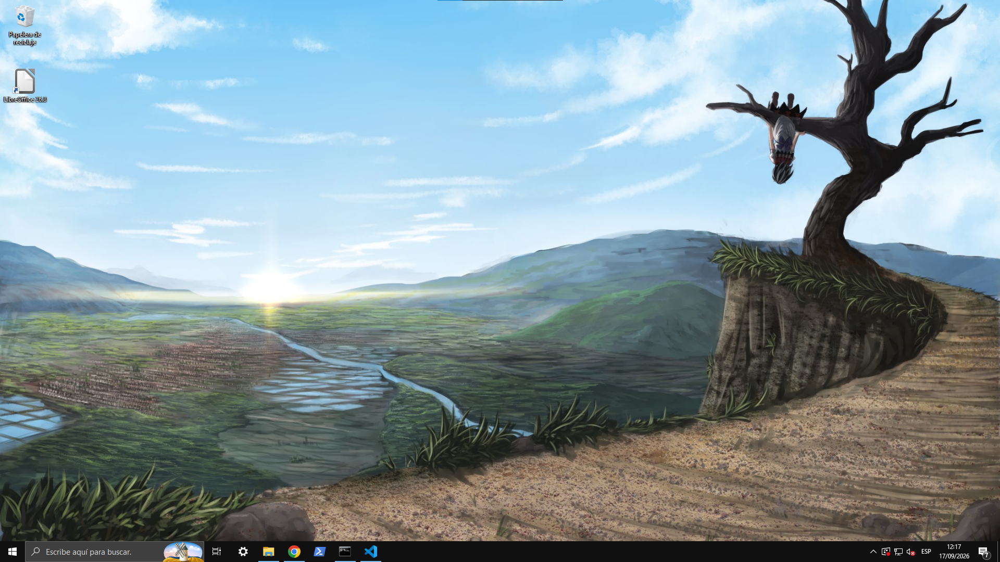 Papelera de
reciclaje
LibreOffice 26.8
Escribe aquí para buscar.
ESP
12:17
17/09/2026
7